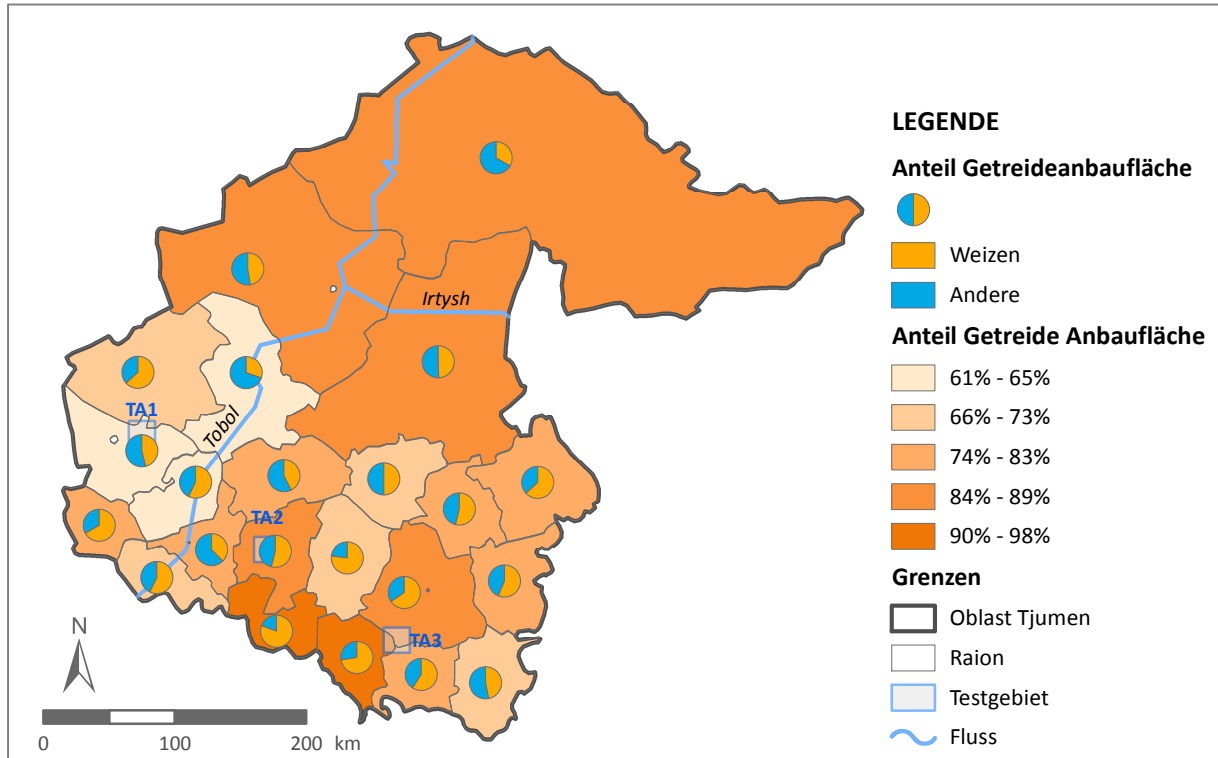 LEGENDE
Anteil Getreideanbaufläche
Weizen
Andere
Anteil Getreide Anbaufläche
61% - 65%
66% - 73%
74% - 83%
84% - 89%
90% - 98%
Grenzen
Oblast Tjumen
Raion
Testgebiet
Fluss
Irtysh
Tobol
TA1
TA2
TA3
N
0 100 200 km